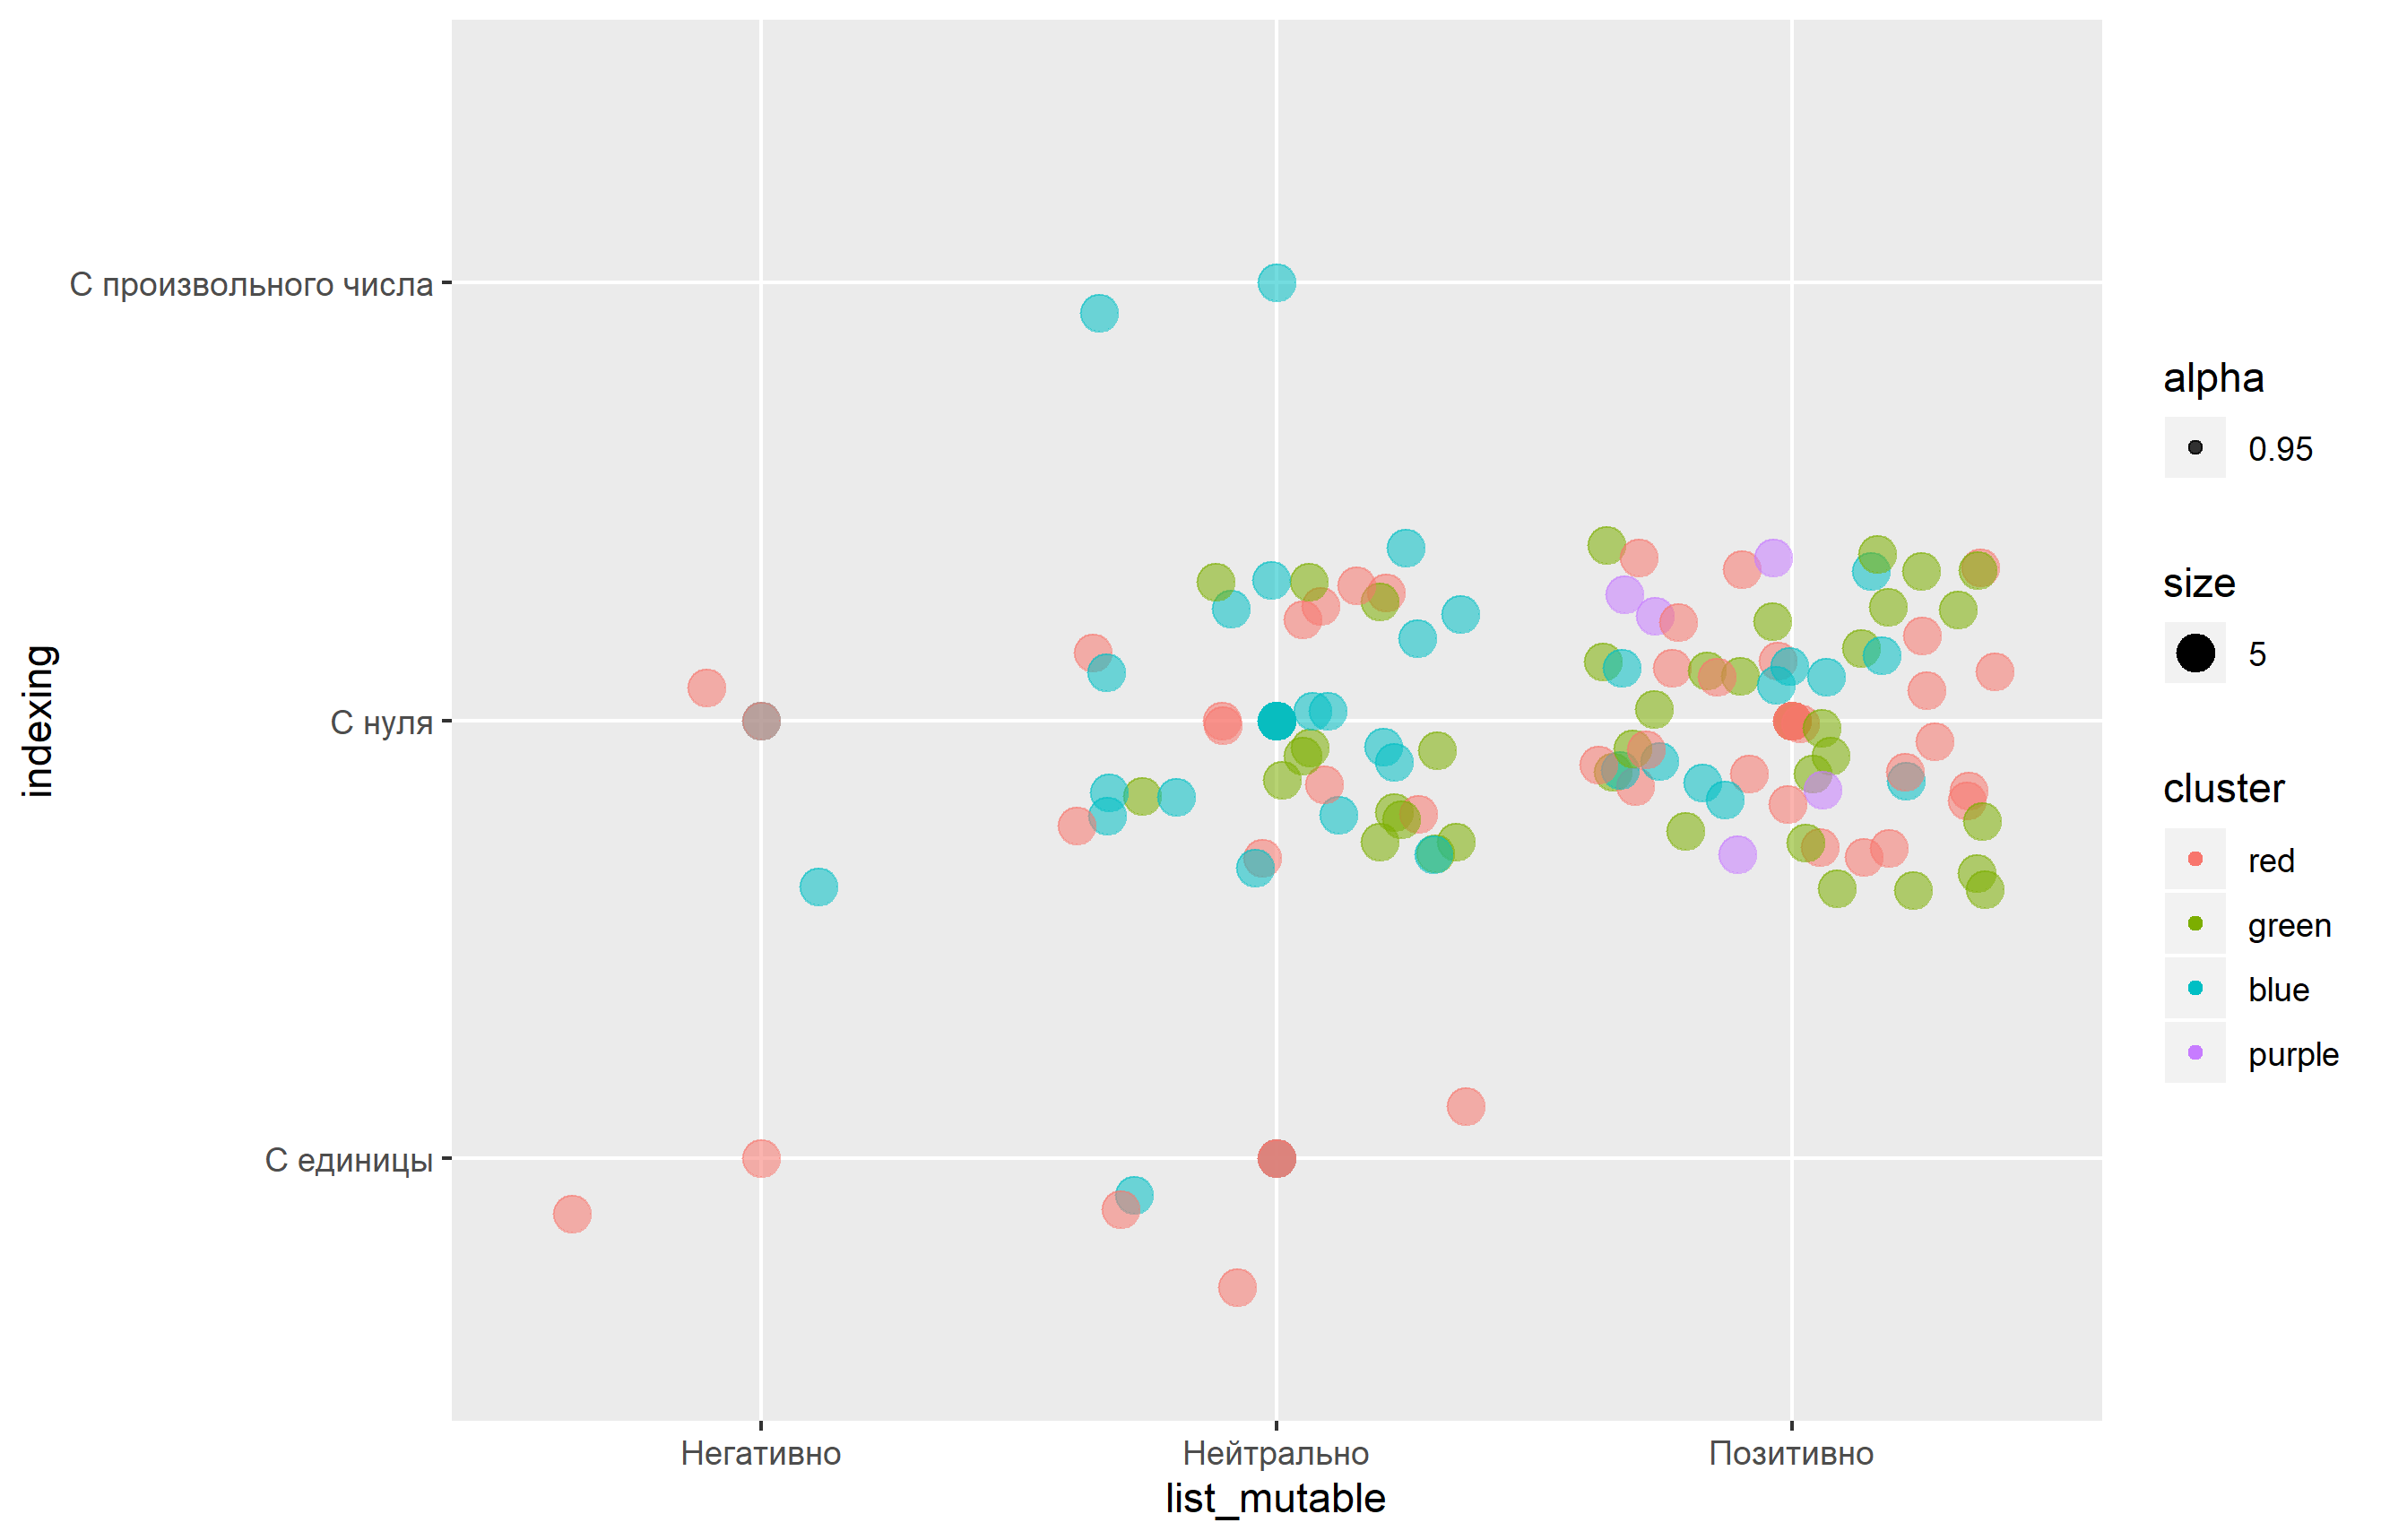 indexing
С произвольного числа
С нуля
С единицы
Негативно
Нейтрально
Позитивно
list_mutable
alpha
0.95
size
5
cluster
red
green
blue
purple